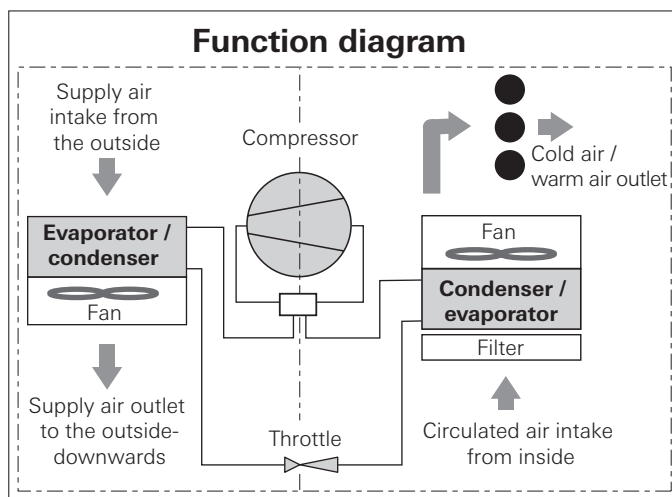 Function diagram
Supply air
intake from
the outside
Compressor
Cold air /
warm air outlet
Evaporator /
condenser
Fan
Fan
Condenser /
evaporator
Filter
Supply air outlet
to the outside-
downwards
Throttle
Circulated air intake
from inside